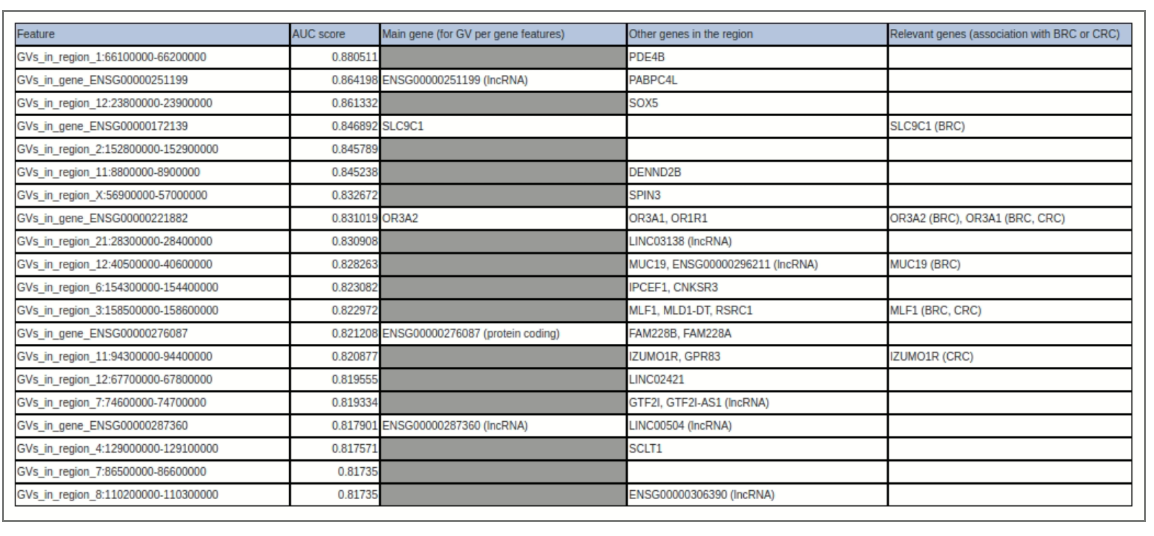 Feature AUC score Main gene (for GV per gene features) Other genes in the region Relevant genes (association with BRC or CRC)
GVs_in_region_1:66100000-66200000 0.880511 PDE4B
GVs_in_gene_ENSG00000251199 0.864198 ENSG00000251199 (lncRNA) PABPC4L
GVs_in_region_12:23800000-23900000 0.861332 SOX5
GVs_in_gene_ENSG00000172139 0.846892 SLC9C1 SLC9C1 (BRC)
GVs_in_region_2:152800000-152900000 0.845789
GVs_in_region_11:8800000-8900000 0.845238 DENND2B
GVs_in_region_X:56900000-57000000 0.832672 SPIN3
GVs_in_gene_ENSG00000221882 0.831019 OR3A2 OR3A1, OR1R1 OR3A2 (BRC), OR3A1 (BRC, CRC)
GVs_in_region_21:28300000-28400000 0.830908 LINC03138 (lncRNA)
GVs_in_region_12:40500000-40600000 0.828263 MUC19, ENSG00000296211 (lncRNA) MUC19 (BRC)
GVs_in_region_6:154300000-154400000 0.823082 IPCEF1, CNKSR3
GVs_in_region_3:158500000-158600000 0.822972 MLF1, MLD1-DT, RSRC1 MLF1 (BRC, CRC)
GVs_in_gene_ENSG00000276087 0.821208 ENSG00000276087 (protein coding) FAM228B, FAM228A
GVs_in_region_11:94300000-94400000 0.820877 IZUMO1R, GPR83 IZUMO1R (CRC)
GVs_in_region_12:67700000-67800000 0.819555 LINC02421
GVs_in_region_7:74600000-74700000 0.819334 GTF2I, GTF2I-AS1 (lncRNA)
GVs_in_gene_ENSG00000287360 0.817901 ENSG00000287360 (lncRNA) LINC00504 (lncRNA)
GVs_in_region_4:129000000-129100000 0.817571 SCLT1
GVs_in_region_7:86500000-86600000 0.81735
GVs_in_region_8:110200000-110300000 0.81735 ENSG00000306390 (lncRNA)